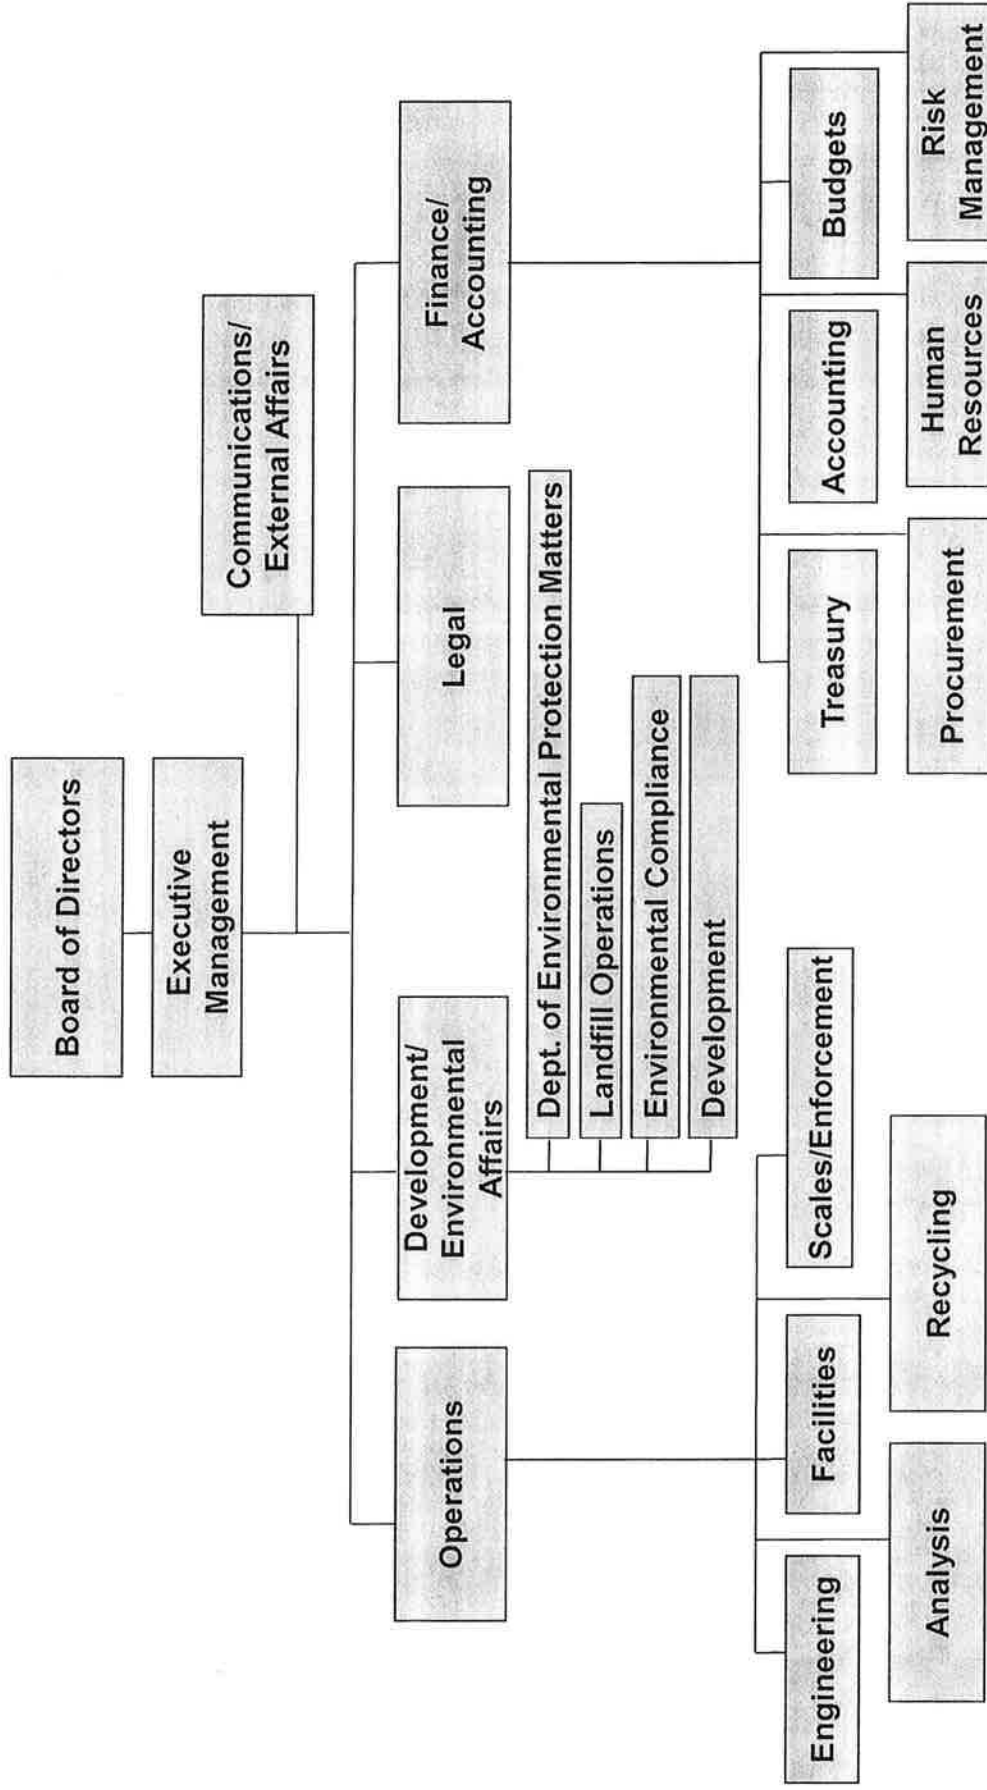 Board of Directors
Executive
Management
Communications/
External Affairs
Operations
Development/
Environmental
Affairs
Legal
Finance/
Accounting
Dept. of Environmental Protection Matters
Landfill Operations
Environmental Compliance
Development
Engineering
Facilities
Scales/Enforcement
Analysis
Recycling
Treasury
Accounting
Budgets
Procurement
Human
Resources
Risk
Management